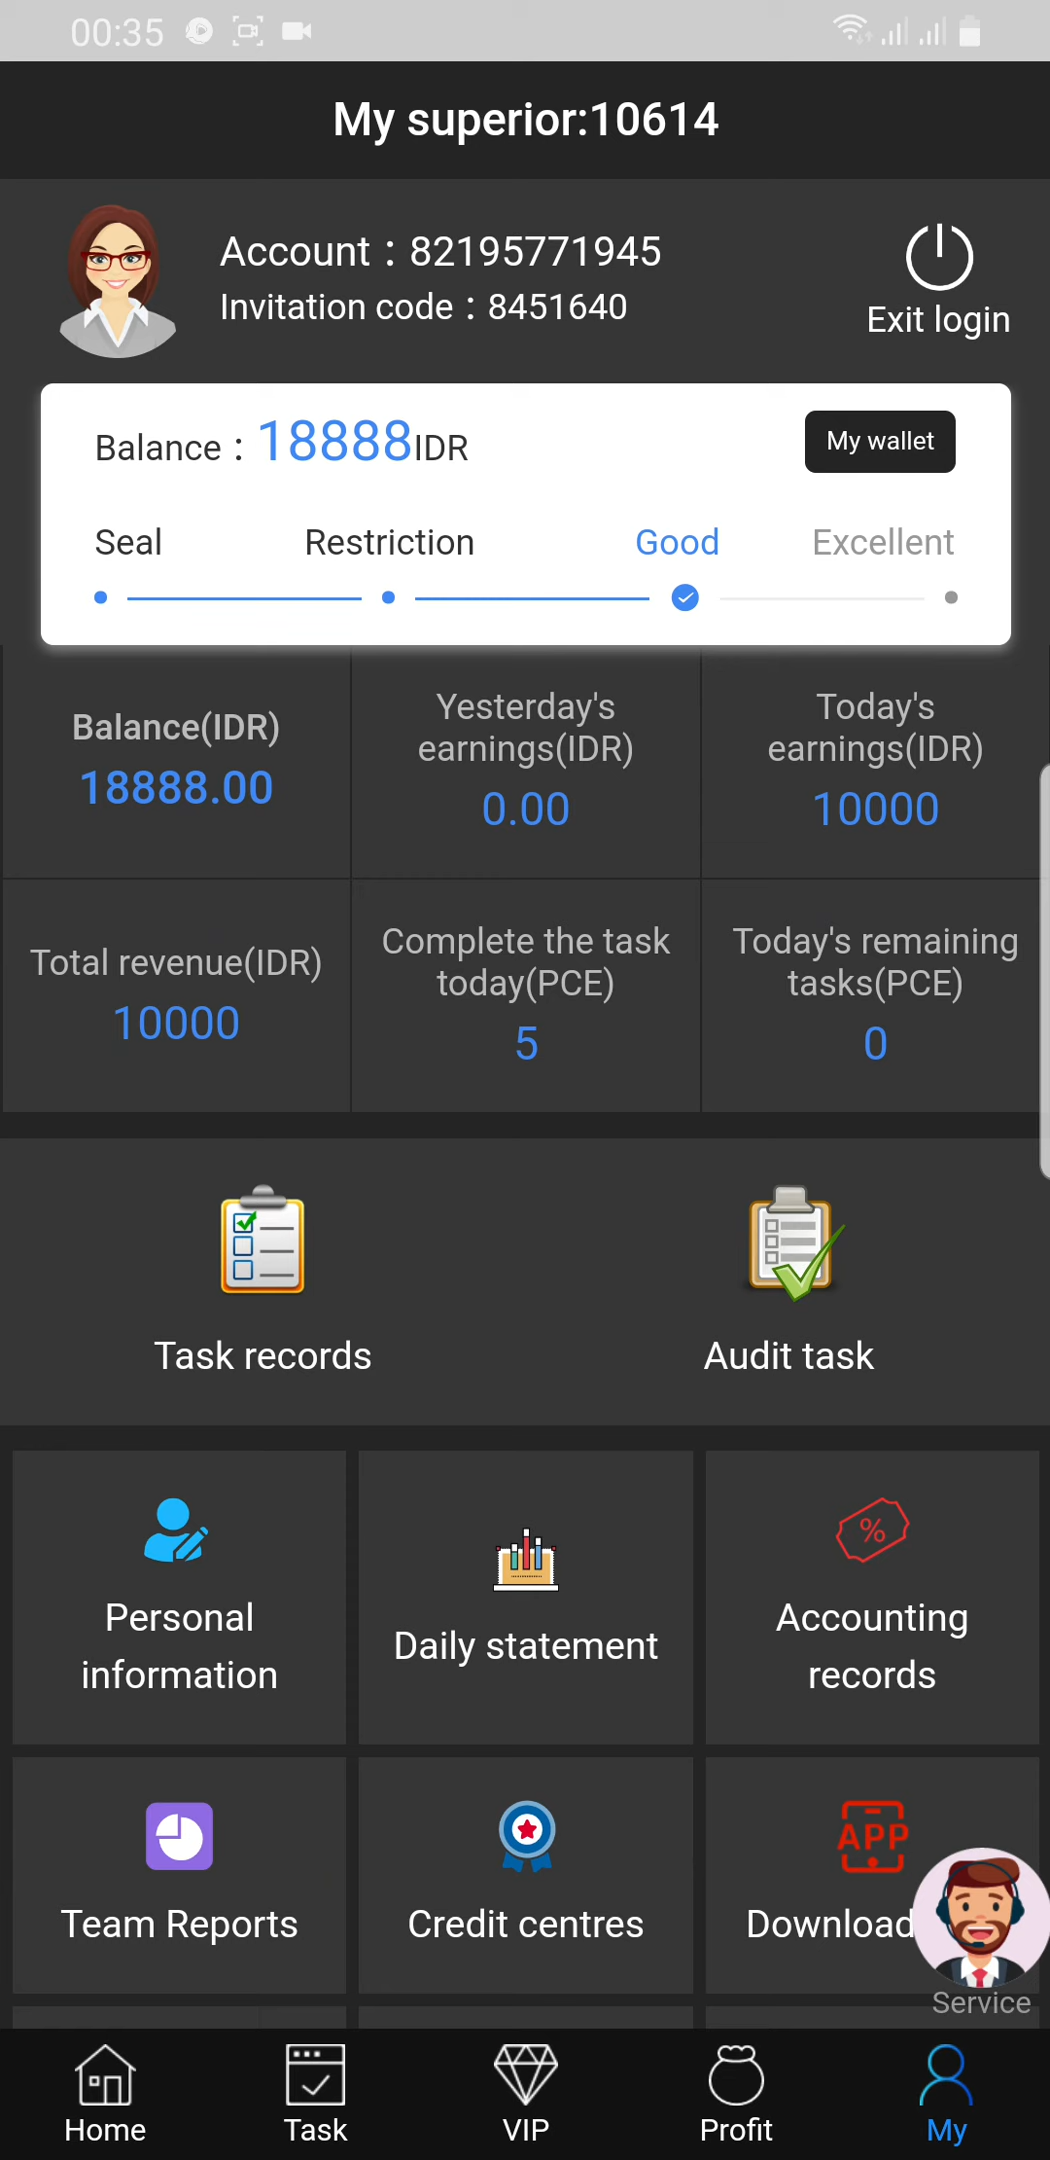 00:35
My superior:10614
Account：82195771945
Invitation code：8451640
Exit login
Balance：18888IDR
My wallet
Seal
Restriction
Good
Excellent
Balance(IDR)
18888.00
Yesterday's
earnings(IDR)
0.00
Today's
earnings(IDR)
10000
Total revenue(IDR)
10000
Complete the task
today(PCE)
5
Today's remaining
tasks(PCE)
0
Task records
Audit task
Personal
information
Daily statement
%
Accounting
records
Team Reports
Credit centres
APP
Download
Service
Home
Task
VIP
Profit
My